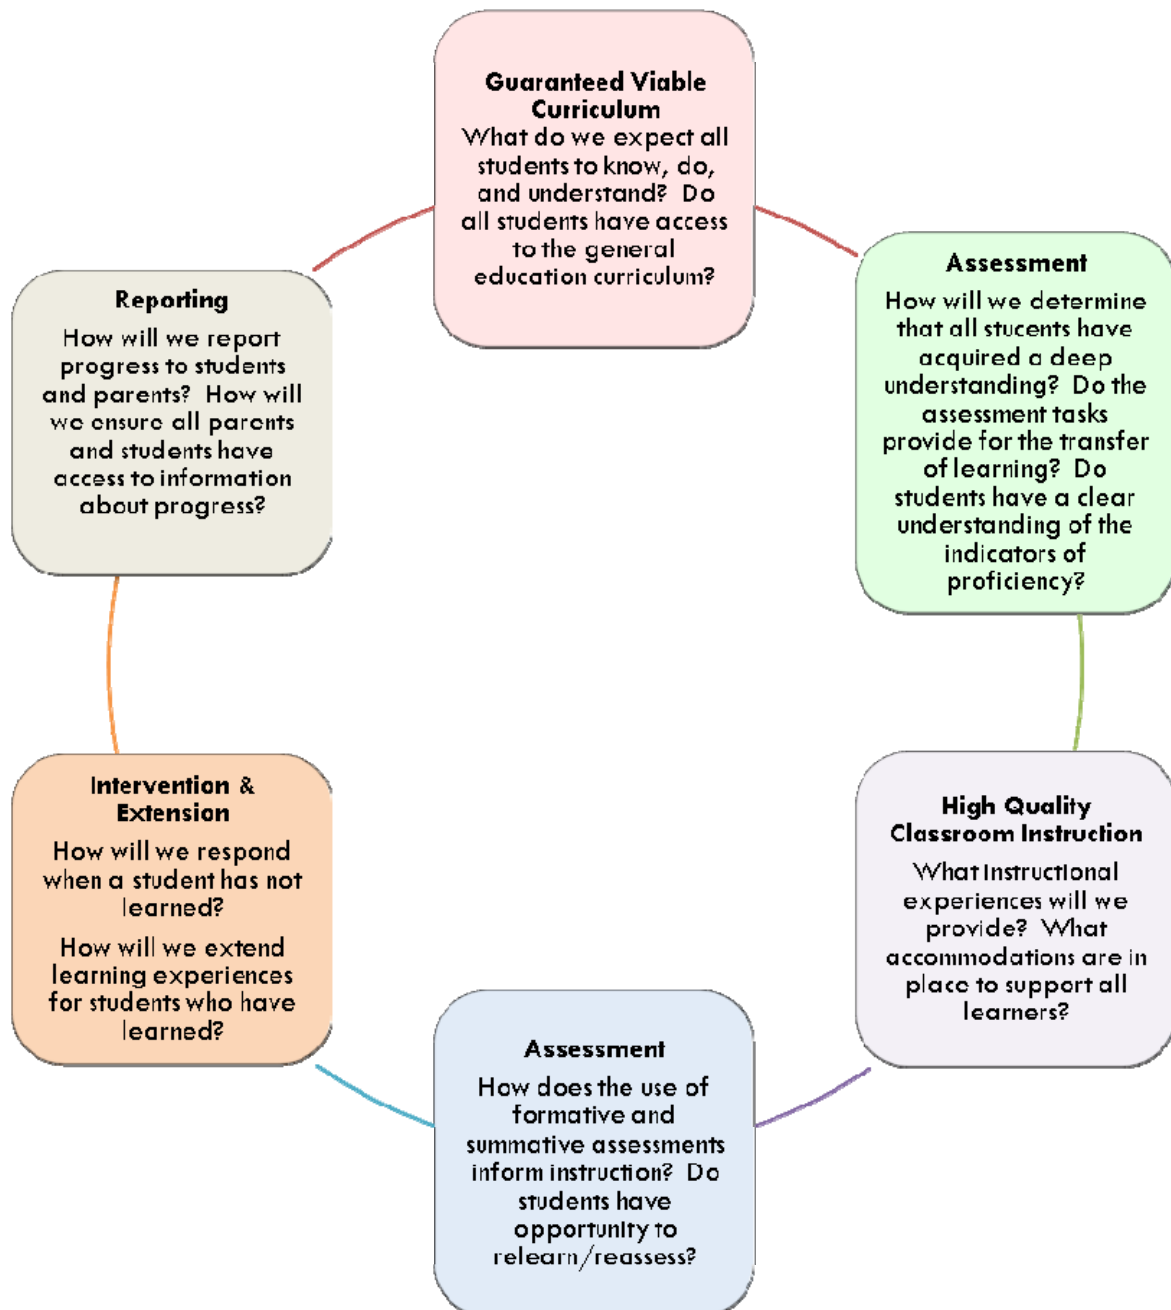 Guaranteed Viable
Curriculum
What do we expect all
students to know, do,
and understand?  Do
all students have access
to the general
education curriculum?
Assessment
How will we determine
that all stucents have
acquired a deep
understanding?  Do the
assessment tasks
provide for the transfer
of learning?  Do
students have a clear
understanding of the
indicators of
proficiency?
High Quality
Classroom Instruction
What instructional
experiences will we
provide?  What
accommodations are in
place to support all
learners?
Assessment
How does the use of
formative and
summative assessments
inform instruction?  Do
students have
opportunity to
relearn/reassess?
Intervention &
Extension
How will we respond
when a student has not
learned?
How will we extend
learning experiences
for students who have
learned?
Reporting
How will we report
progress to students
and parents?  How will
we ensure all parents
and students have
access to information
about progress?